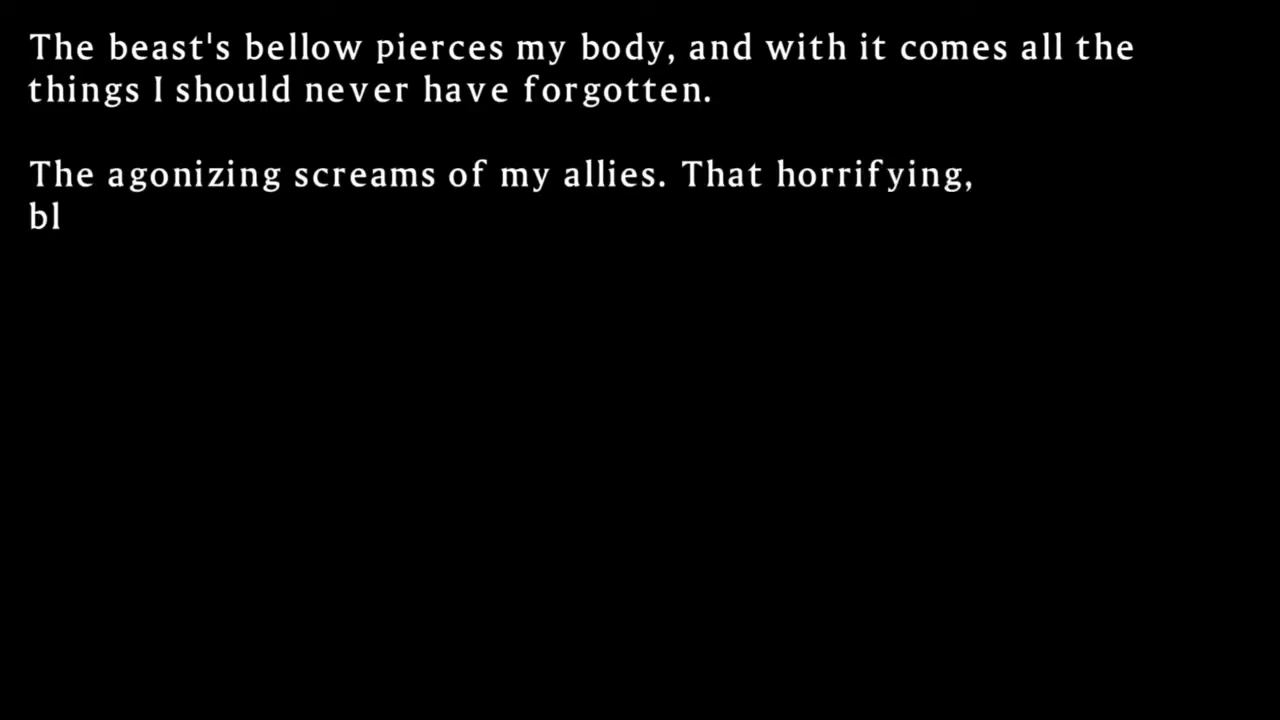 The beast's bellow pierces my body, and with it comes all the
things I should never have forgotten.
The agonizing screams of my allies. That horrifying,
bl